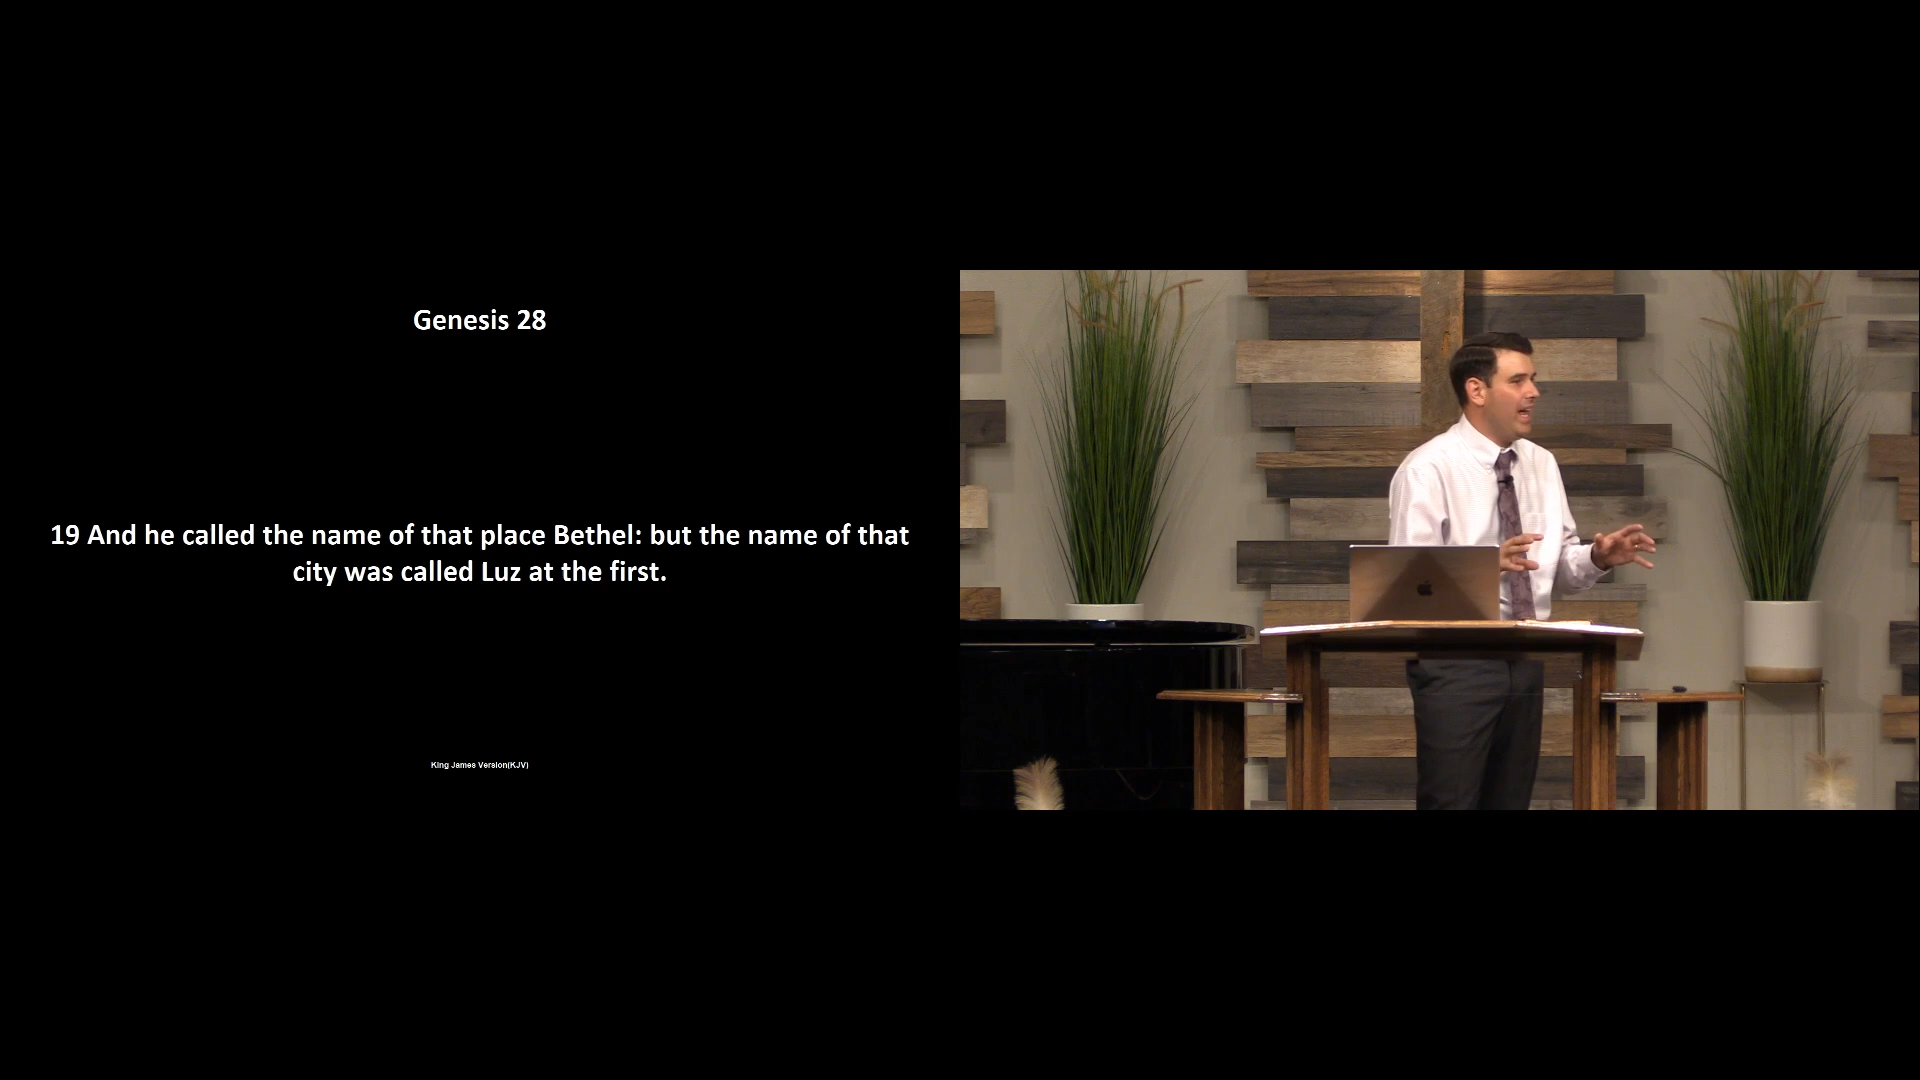 Genesis 28
19 And he called the name of that place Bethel: but the name of that
city was called Luz at the first.
King James Version(KJV)